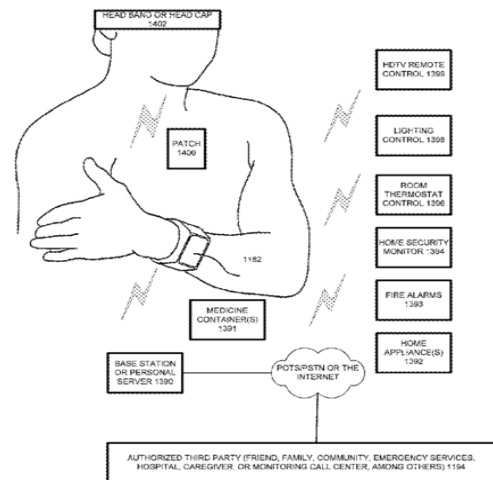 HEAD BAND OR HEAD CAP
1402
HDTV REMOTE
CONTROL 1399
LIGHTING
CONTROL 1398
PATCH
1400
ROOM
THERMOSTAT
CONTROL 1396
HOME SECURITY
MONITOR 1394
1182
FIRE ALARMS
1393
MEDICINE
CONTAINER(S)
1391
HOME
APPLIANCE(S)
1392
BASE STATION
OR PERSONAL
SERVER 1390
POTS/PSTN OR THE
INTERNET
AUTHORIZED THIRD PARTY (FRIEND, FAMILY, COMMUNITY, EMERGENCY SERVICES,
HOSPITAL, CAREGIVER, OR MONITORING CALL CENTER, AMONG OTHERS) 1194